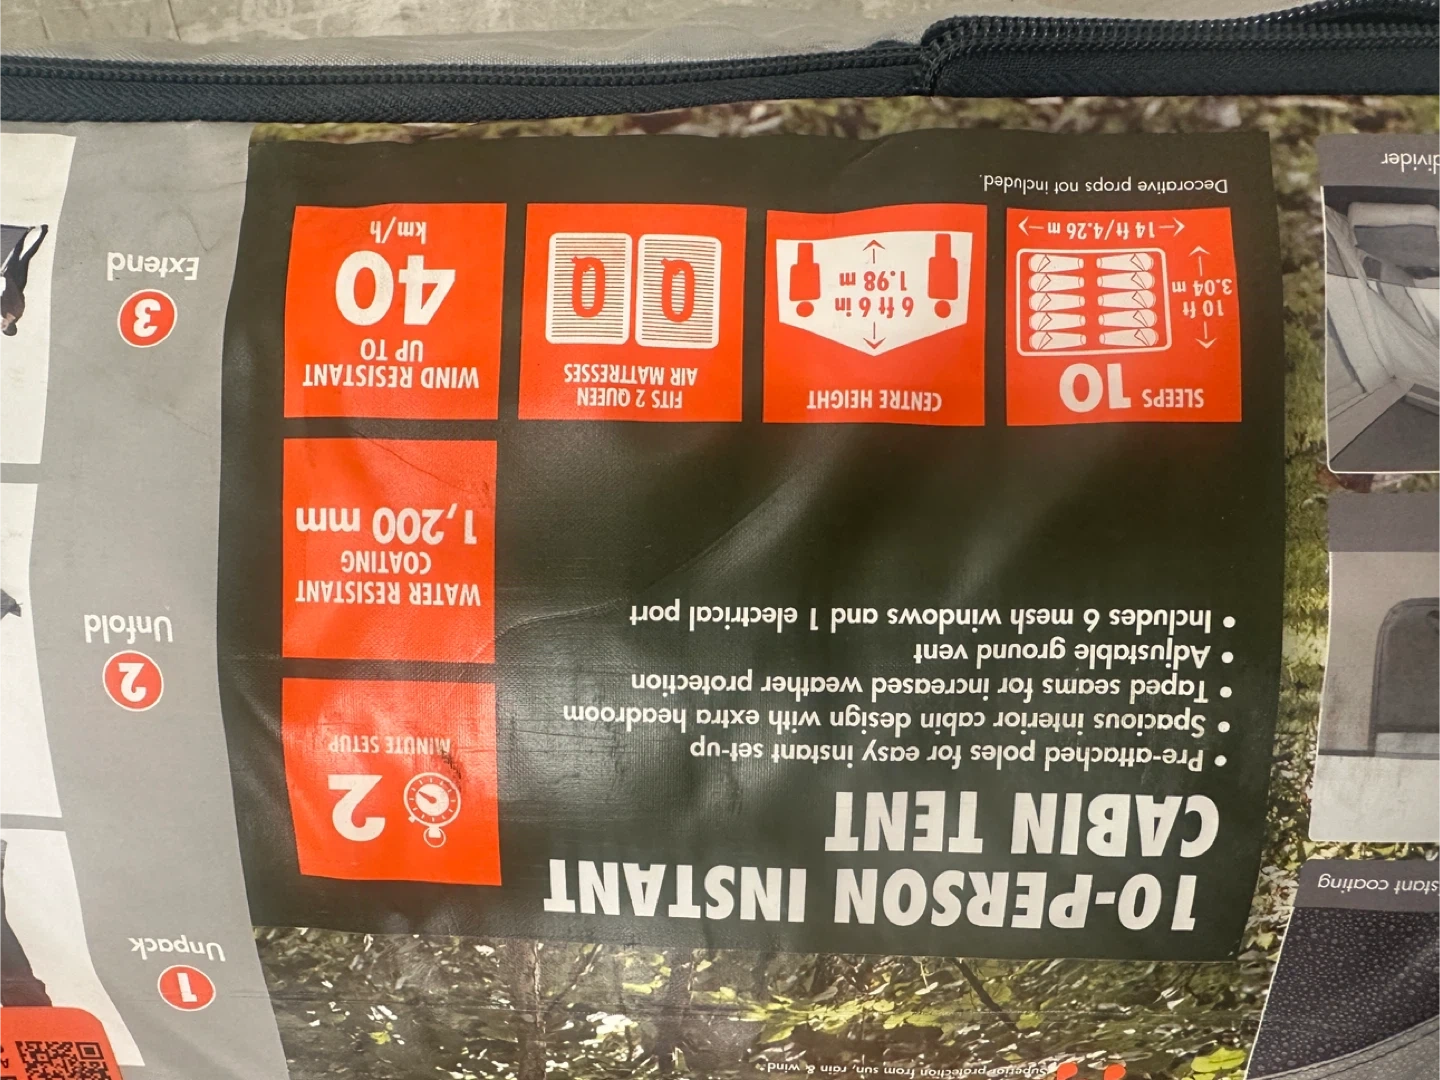 Superior protection from sun, rain & wind
10-PERSON INSTANT
CABIN TENT
• Pre-attached poles for easy instant set-up
• Spacious interior cabin design with extra headroom
• Taped seams for increased weather protection
• Adjustable ground vent
• Includes 6 mesh windows and 1 electrical port
2
MINUTE SETUP
WATER RESISTANT
COATING
1,200 mm
SLEEPS 10
10 ft
3.04 m
14 ft/4.26 m
CENTRE HEIGHT
6 ft 6 in
1.98 m
FITS 2 QUEEN
AIR MATTRESSES
Q Q
WIND RESISTANT
UP TO
40
km/h
Decorative props not included.
1
Unpack
2
Unfold
3
Extend
coating
divider